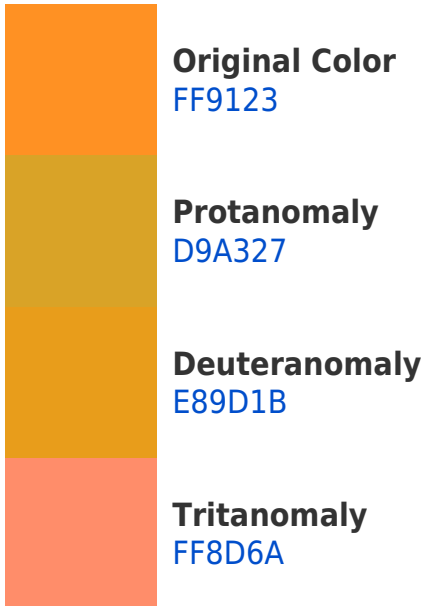 Original Color
FF9123
Protanomaly
D9A327
Deuteranomaly
E89D1B
Tritanomaly
FF8D6A